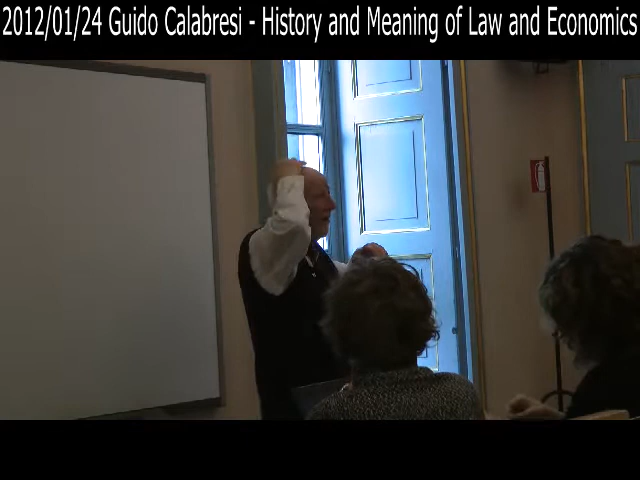 2012/01/24 Guido Calabresi - History and Meaning of Law and Economics